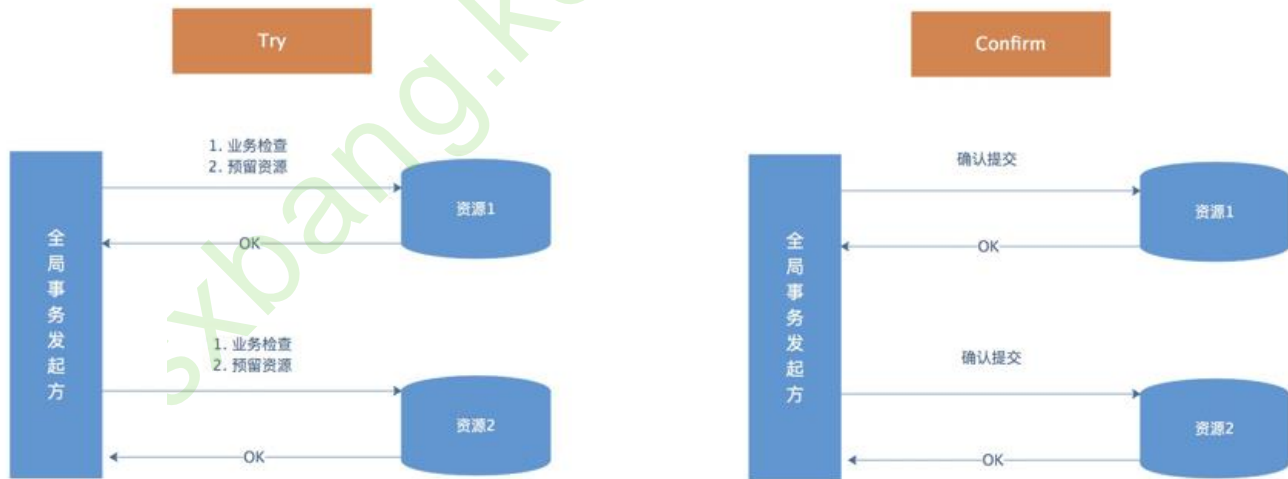 Try
1. 业务检查
2. 预留资源
全局事务发起方
资源1
OK
1. 业务检查
2. 预留资源
资源2
OK
Confirm
确认提交
全局事务发起方
资源1
OK
确认提交
资源2
OK